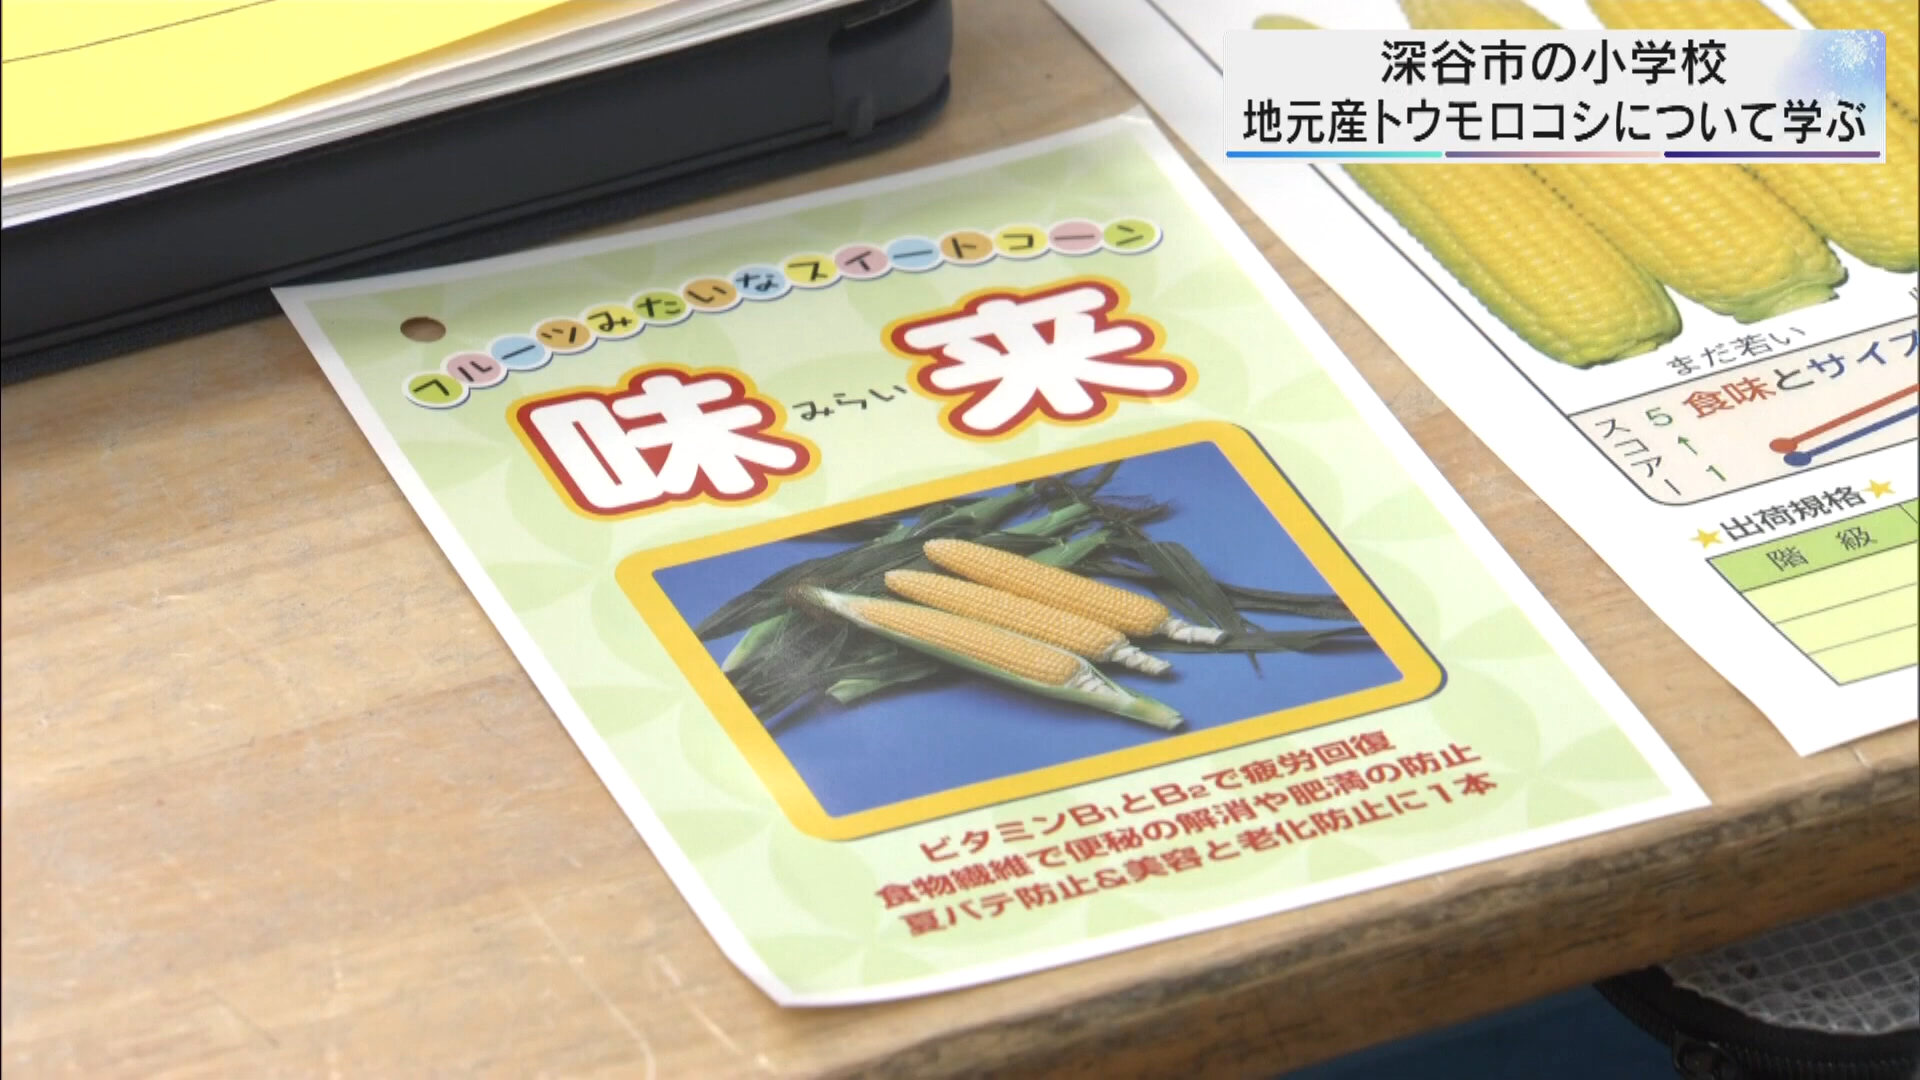 深谷市の小学校
地元産トウモロコシについて学ぶ
フルーツみたいなスイートコーン
味来
みらい
ビタミンB₁とB₂で疲労回復
食物繊維で便秘の解消や肥満の防止
夏バテ防止&美容と老化防止に1本
まだ若い
食味とサイズ
スコアー
5
↑
1
★出荷規格★
階 級